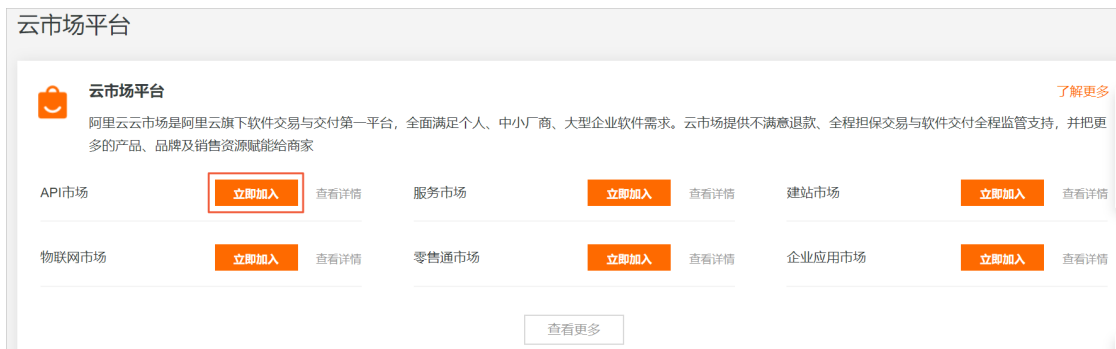 云市场平台
云市场平台
了解更多
阿里云云市场是阿里云旗下软件交易与交付第一平台，全面满足个人、中小厂商、大型企业软件需求。云市场提供不满意退款、全程担保交易与软件交付全程监管支持，并把更
多的产品、品牌及销售资源赋能给商家
API市场 立即加入 查看详情 服务市场 立即加入 查看详情 建站市场 立即加入 查看详情
物联网市场 立即加入 查看详情 零售通市场 立即加入 查看详情 企业应用市场 立即加入 查看详情
查看更多